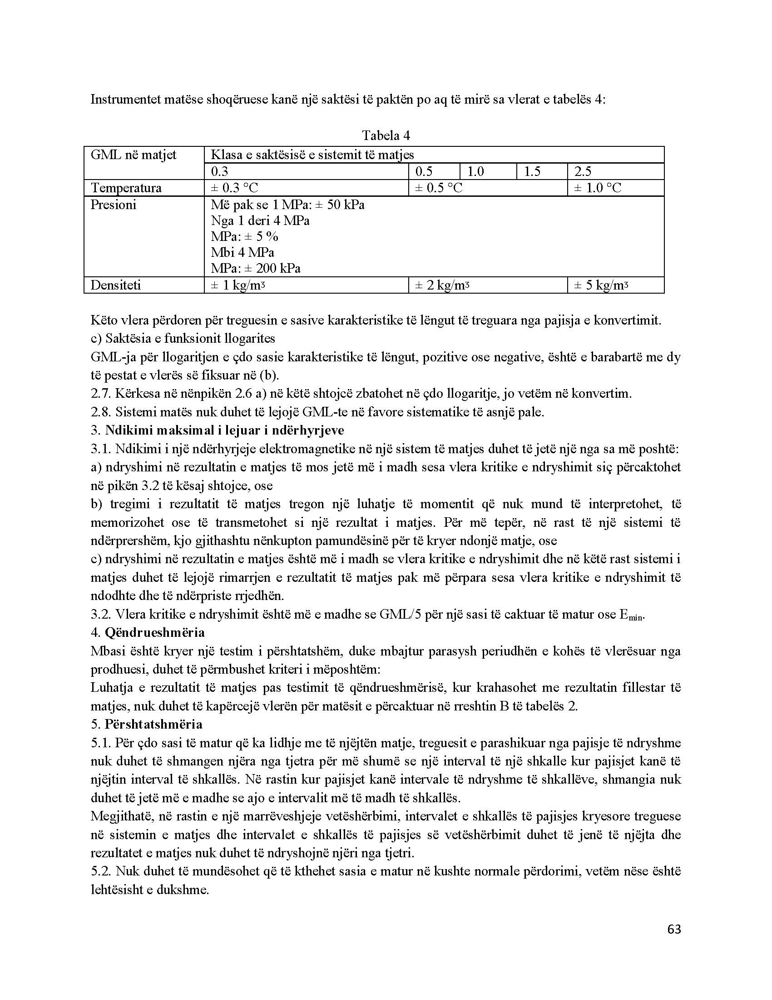 Instrumentet matëse shoqëruese kanë një saktësi të paktën po aq të mirë sa vlerat e tabelës 4:
Tabela 4
GML në matjet Klasa e saktësisë e sistemit të matjes
0.3 0.5 1.0 1.5 2.5
Temperatura ± 0.3 °C ± 0.5 °C ± 1.0 °C
Presioni Më pak se 1 MPa: ± 50 kPa
Nga 1 deri 4 MPa
MPa: ± 5 %
Mbi 4 MPa
MPa: ± 200 kPa
Densiteti ± 1 kg/m³ ± 2 kg/m³ ± 5 kg/m³
Këto vlera përdoren për treguesin e sasive karakteristike të lëngut të treguara nga pajisja e konvertimit.
c) Saktësia e funksionit llogarites
GML-ja për llogaritjen e çdo sasie karakteristike të lëngut, pozitive ose negative, është e barabartë me dy
të pestat e vlerës së fiksuar në (b).
2.7. Kërkesa në nënpikën 2.6 a) në këtë shtojcë zbatohet në çdo llogaritje, jo vetëm në konvertim.
2.8. Sistemi matës nuk duhet të lejojë GML-te në favore sistematike të asnjë pale.
3. Ndikimi maksimal i lejuar i ndërhyrjeve
3.1. Ndikimi i një ndërhyrjeje elektromagnetike në një sistem të matjes duhet të jetë një nga sa më poshtë:
a) ndryshimi në rezultatin e matjes të mos jetë më i madh sesa vlera kritike e ndryshimit siç përcaktohet
në pikën 3.2 të kësaj shtojce, ose
b) tregimi i rezultatit të matjes tregon një luhatje të momentit që nuk mund të interpretohet, të
memorizohet ose të transmetohet si një rezultat i matjes. Për më tepër, në rast të një sistemi të
ndërprershëm, kjo gjithashtu nënkupton pamundësinë për të kryer ndonjë matje, ose
c) ndryshimi në rezultatin e matjes është më i madh se vlera kritike e ndryshimit dhe në këtë rast sistemi i
matjes duhet të lejojë rimarrjen e rezultatit të matjes pak më përpara sesa vlera kritike e ndryshimit të
ndodhte dhe të ndërpriste rrjedhën.
3.2. Vlera kritike e ndryshimit është më e madhe se GML/5 për një sasi të caktuar të matur ose Emin.
4. Qëndrueshmëria
Mbasi është kryer një testim i përshtatshëm, duke mbajtur parasysh periudhën e kohës të vlerësuar nga
prodhuesi, duhet të përmbushet kriteri i mëposhtëm:
Luhatja e rezultatit të matjes pas testimit të qëndrueshmërisë, kur krahasohet me rezultatin fillestar të
matjes, nuk duhet të kapërcejë vlerën për matësit e përcaktuar në rreshtin B të tabelës 2.
5. Përshtatshmëria
5.1. Për çdo sasi të matur që ka lidhje me të njëjtën matje, treguesit e parashikuar nga pajisje të ndryshme
nuk duhet të shmangen njëra nga tjetra për më shumë se një interval të një shkalle kur pajisjet kanë të
njëjtin interval të shkallës. Në rastin kur pajisjet kanë intervale të ndryshme të shkallëve, shmangia nuk
duhet të jetë më e madhe se ajo e intervalit më të madh të shkallës.
Megjithatë, në rastin e një marrëveshjeje vetëshërbimi, intervalet e shkallës të pajisjes kryesore treguese
në sistemin e matjes dhe intervalet e shkallës të pajisjes së vetëshërbimit duhet të jenë të njëjta dhe
rezultatet e matjes nuk duhet të ndryshojnë njëri nga tjetri.
5.2. Nuk duhet të mundësohet që të kthehet sasia e matur në kushte normale përdorimi, vetëm nëse është
lehtësisht e dukshme.
63